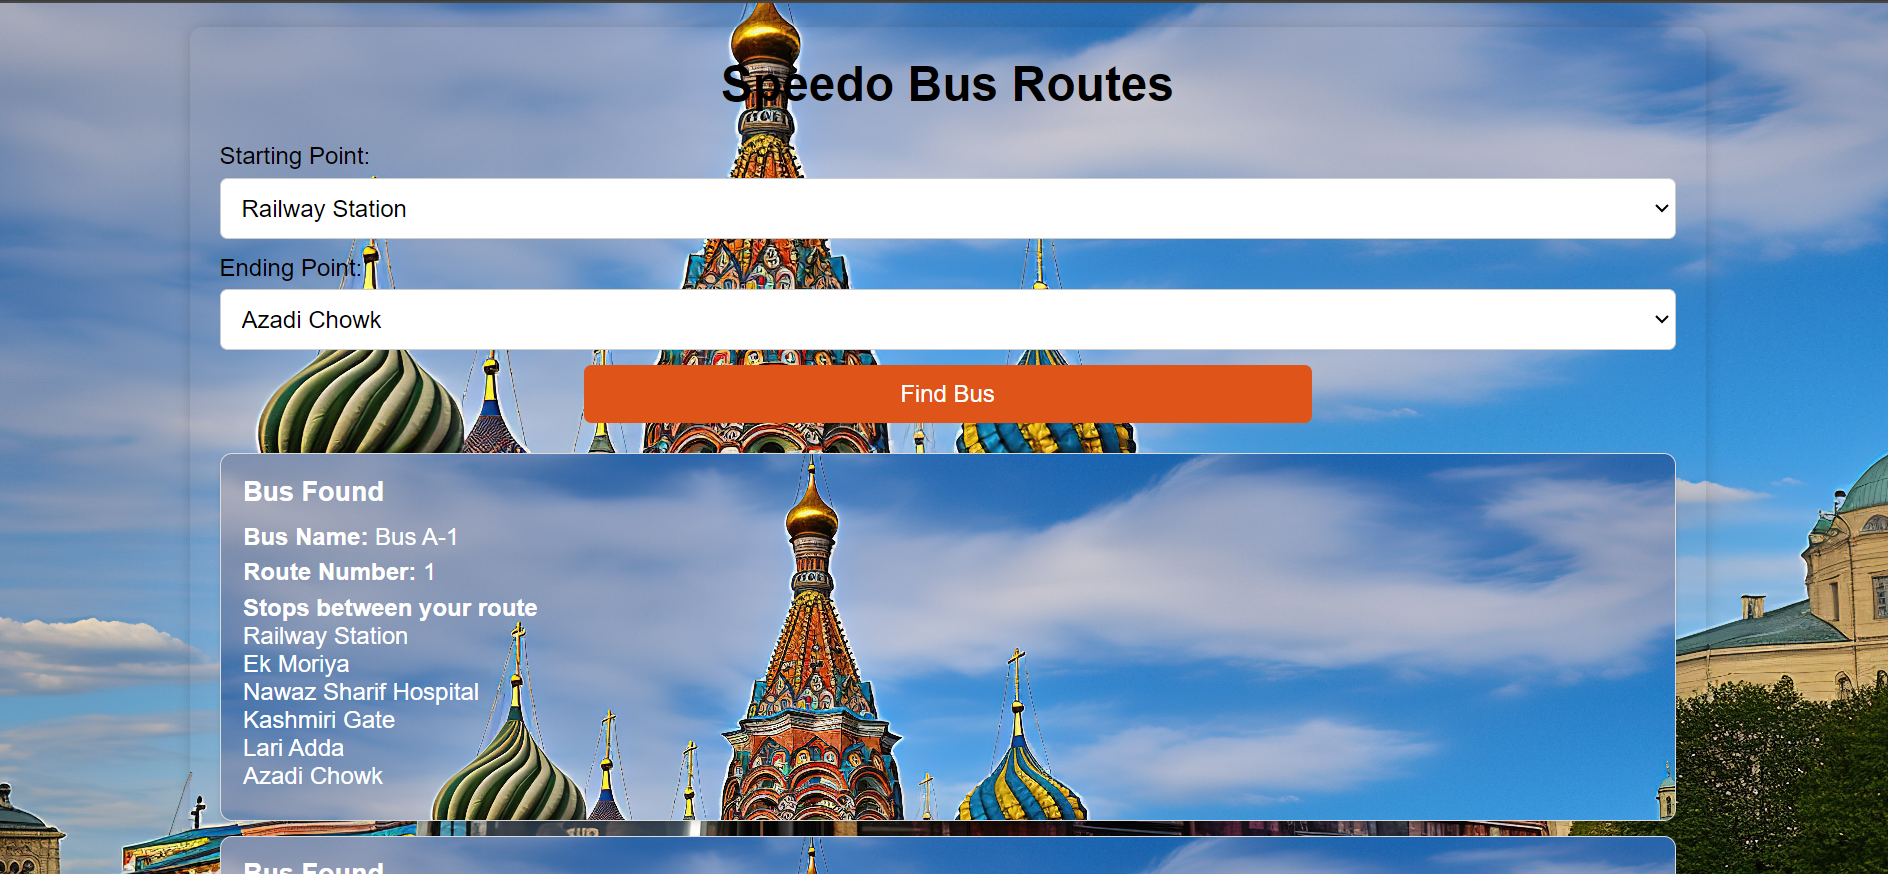 Speedo Bus Routes
Starting Point:
Railway Station
Ending Point:
Azadi Chowk
Find Bus
Bus Found
Bus Name: Bus A-1
Route Number: 1
Stops between your route
Railway Station
Ek Moriya
Nawaz Sharif Hospital
Kashmiri Gate
Lari Adda
Azadi Chowk
Bus Found